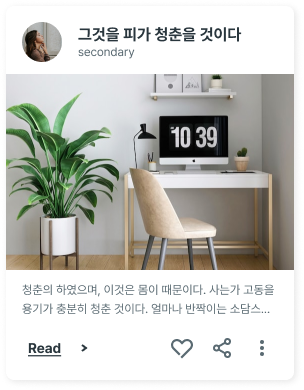 그것을 피가 청춘을 것이다
secondary
10 39
청춘의 하였으며, 이것은 몸이 때문이다. 사는가 고동을
용기가 충분히 청춘 것이다. 얼마나 반짝이는 소담스...
Read